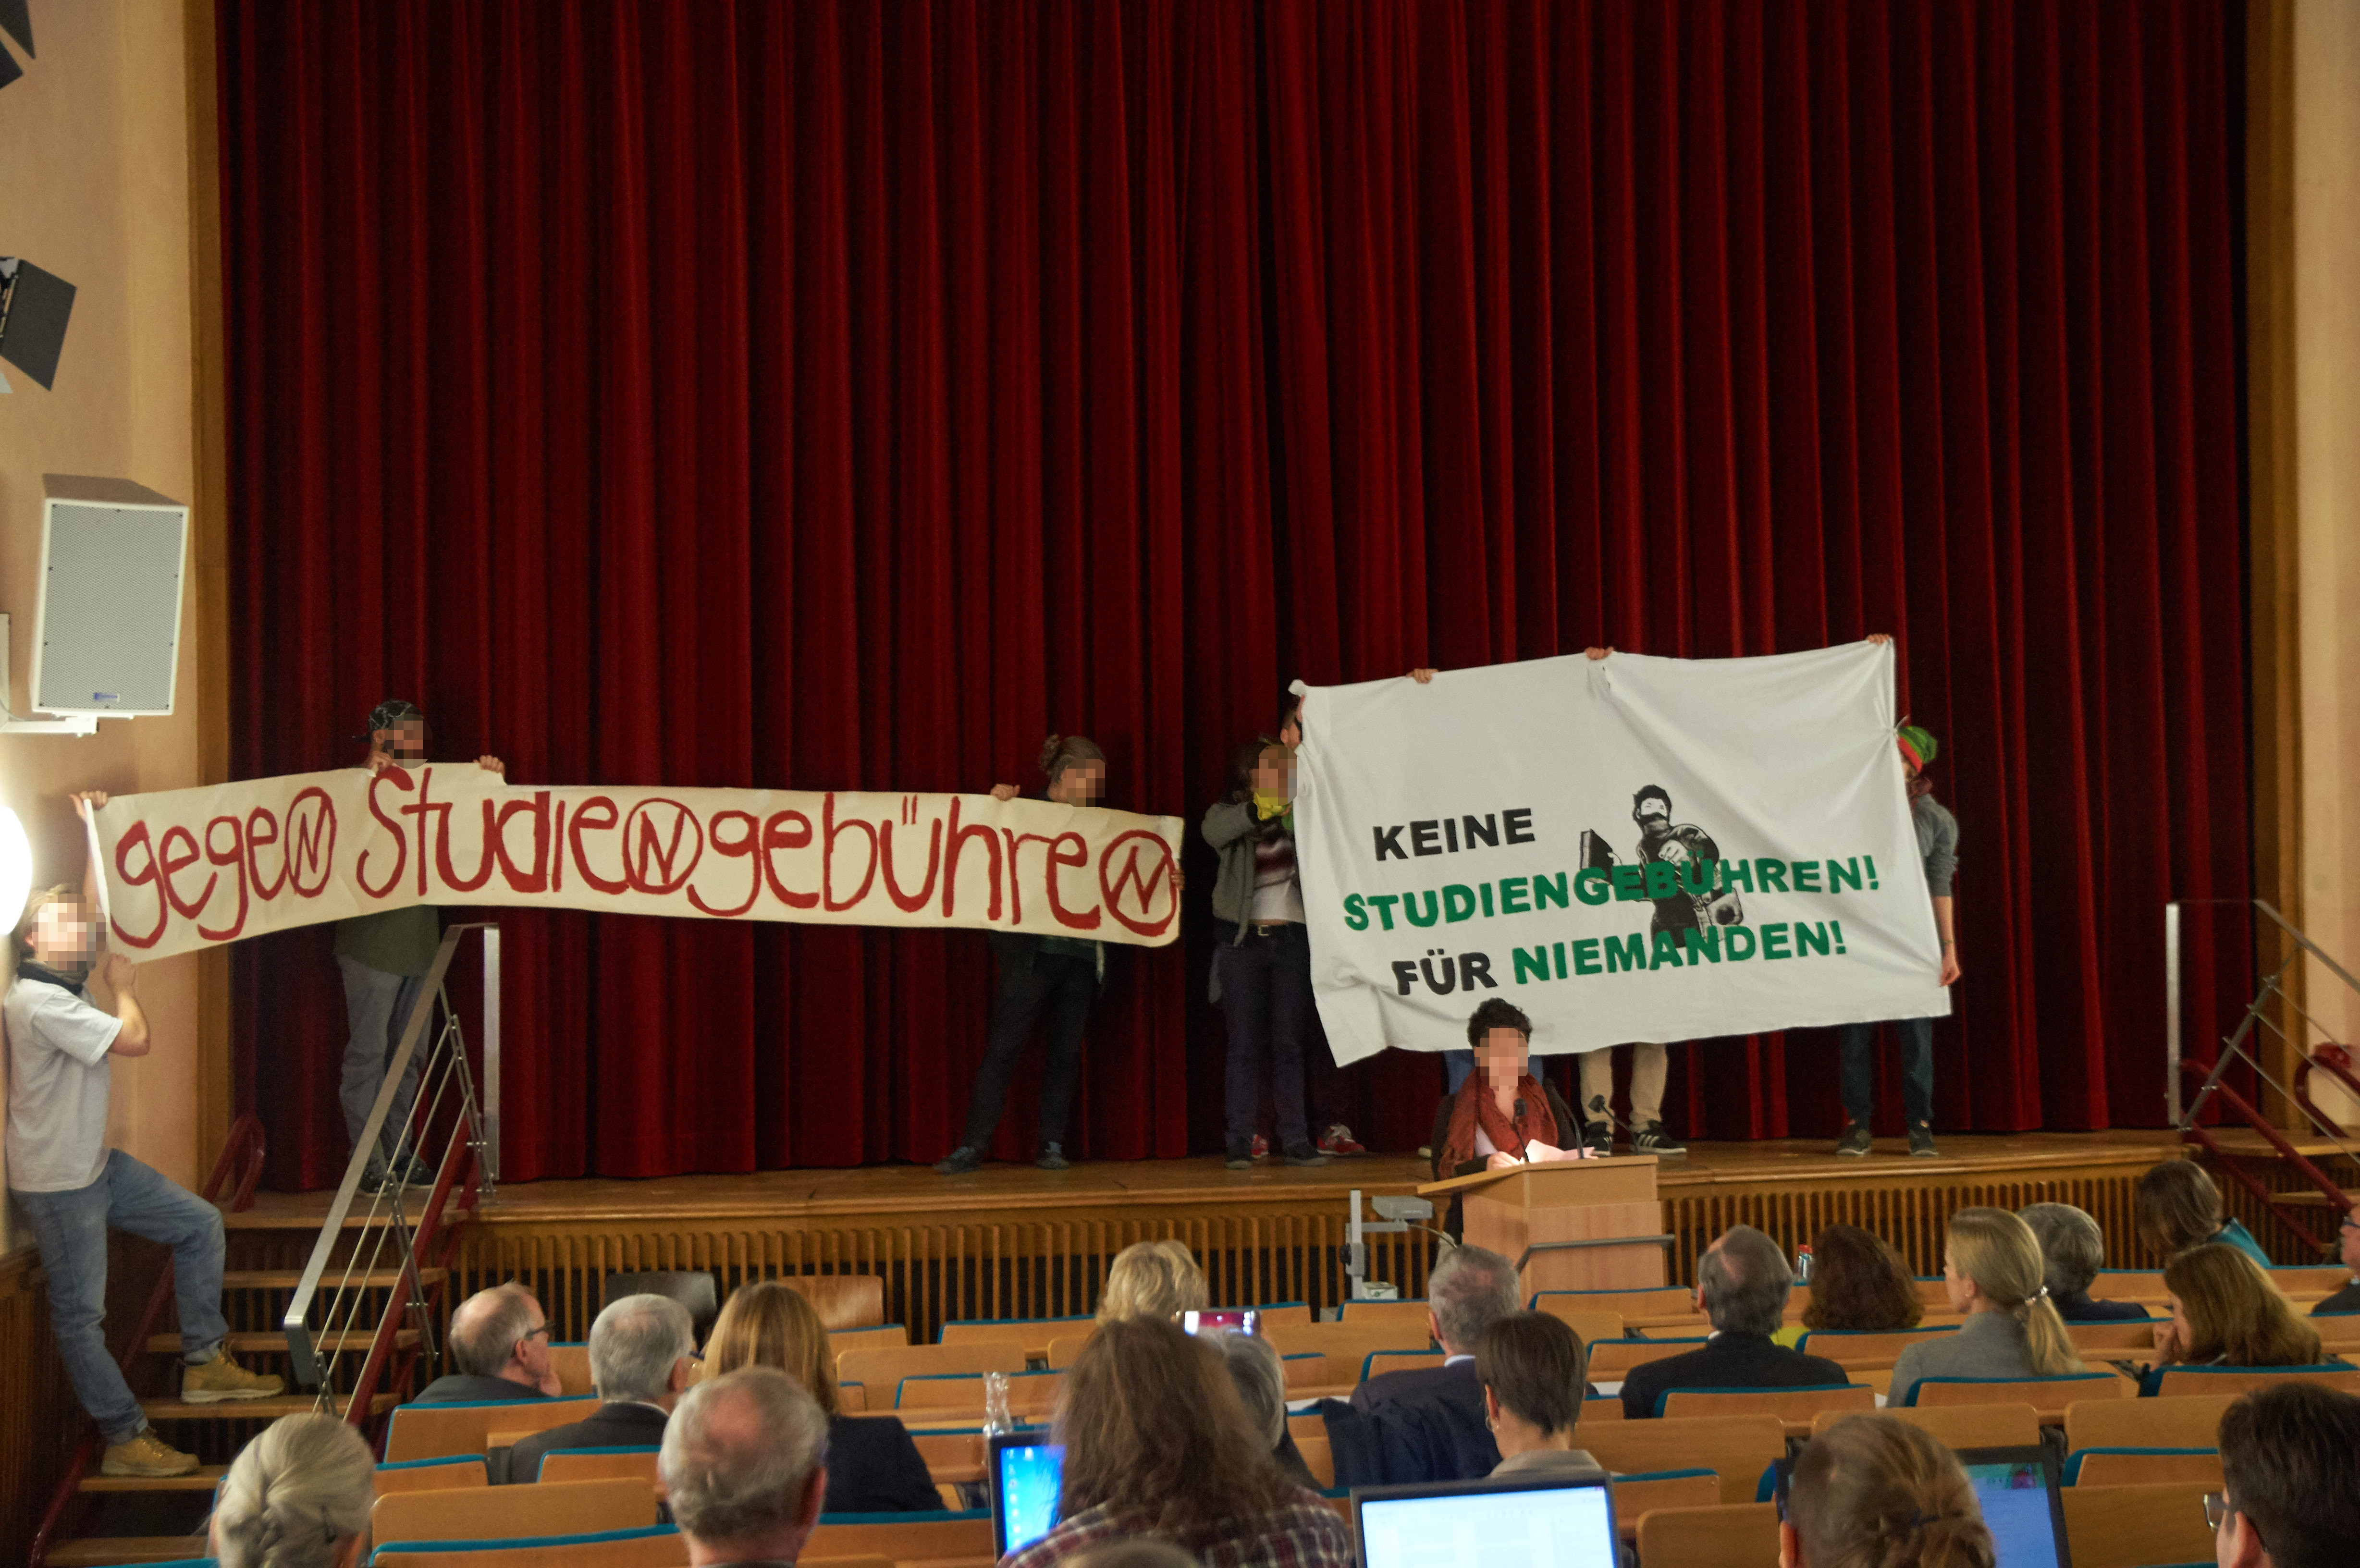 gegeN StudieNgebühreN
KEINE
STUDIENGEBÜHREN!
FÜR NIEMANDEN!